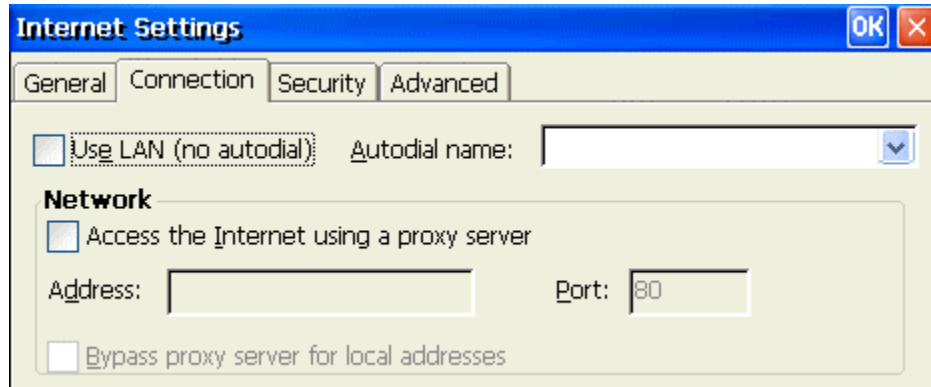 Internet Settings OK
General Connection Security Advanced
Use LAN (no autodial) Autodial name:
Network
Access the Internet using a proxy server
Address: Port: 80
Bypass proxy server for local addresses